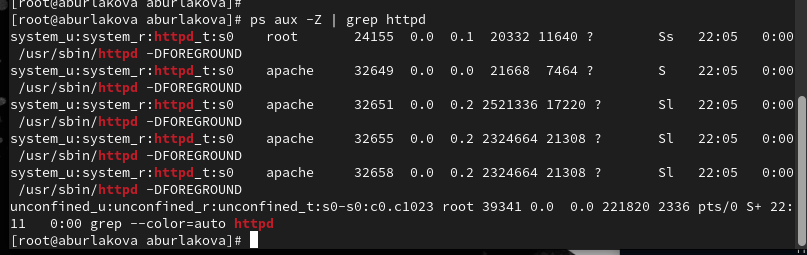 [root@aburlakova aburlakova]#
[root@aburlakova aburlakova]# ps aux -Z | grep httpd
system_u:system_r:httpd_t:s0    root       24155  0.0  0.1  20332 11640 ?        Ss   22:05   0:00
 /usr/sbin/httpd -DFOREGROUND
system_u:system_r:httpd_t:s0    apache     32649  0.0  0.0  21668  7464 ?        S    22:05   0:00
 /usr/sbin/httpd -DFOREGROUND
system_u:system_r:httpd_t:s0    apache     32651  0.0  0.2 2521336 17220 ?       Sl   22:05   0:00
 /usr/sbin/httpd -DFOREGROUND
system_u:system_r:httpd_t:s0    apache     32655  0.0  0.2 2324664 21308 ?       Sl   22:05   0:00
 /usr/sbin/httpd -DFOREGROUND
system_u:system_r:httpd_t:s0    apache     32658  0.0  0.2 2324664 21308 ?       Sl   22:05   0:00
 /usr/sbin/httpd -DFOREGROUND
unconfined_u:unconfined_r:unconfined_t:s0-s0:c0.c1023 root 39341 0.0  0.0 221820 2336 pts/0 S+ 22:
11   0:00 grep --color=auto httpd
[root@aburlakova aburlakova]#